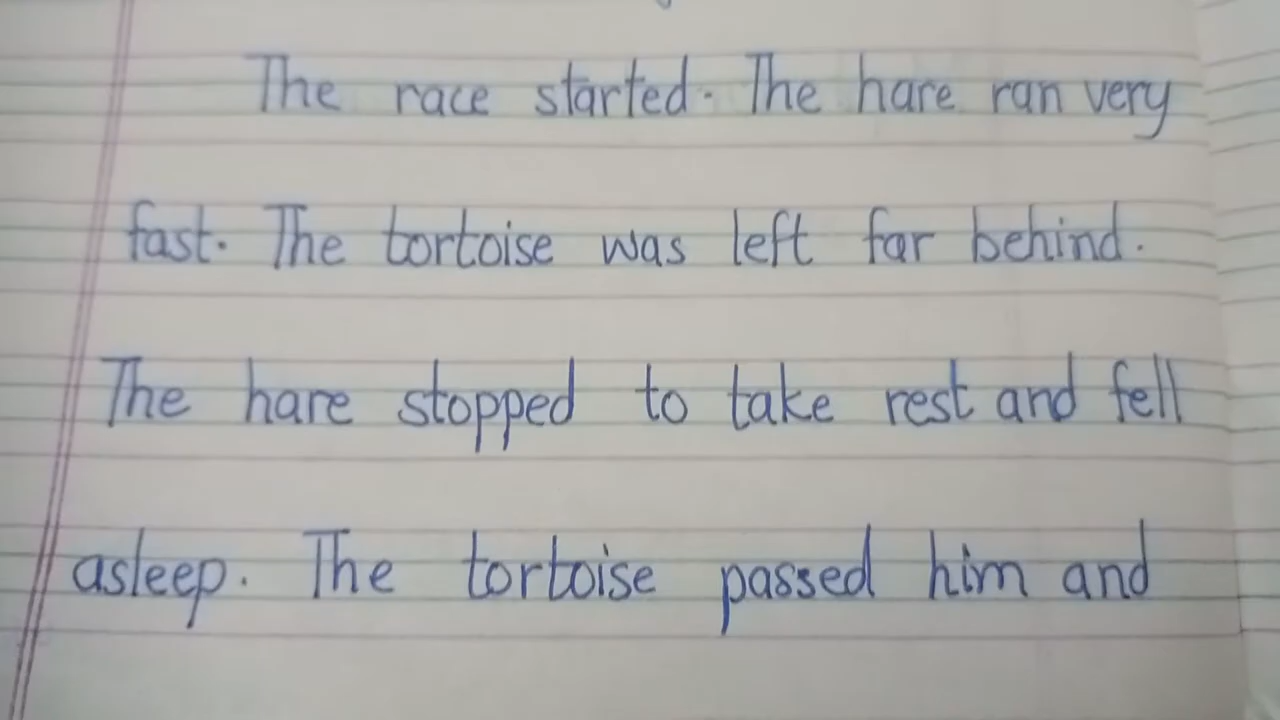 The race started. The hare ran very
fast. The tortoise was left far behind.
The hare stopped to take rest and fell
asleep. The tortoise passed him and